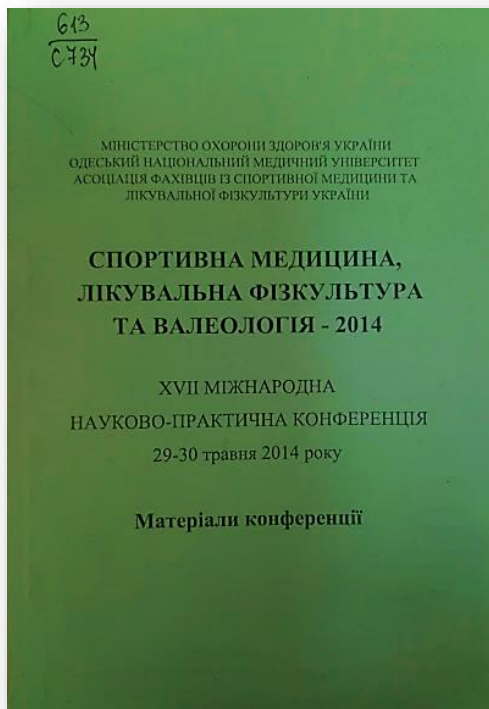 613
С734
МІНІСТЕРСТВО ОХОРОНИ ЗДОРОВ'Я УКРАЇНИ
ОДЕСЬКИЙ НАЦІОНАЛЬНИЙ МЕДИЧНИЙ УНІВЕРСИТЕТ
АСОЦІАЦІЯ ФАХІВЦІВ ІЗ СПОРТИВНОЇ МЕДИЦИНИ ТА
ЛІКУВАЛЬНОЇ ФІЗКУЛЬТУРИ УКРАЇНИ
СПОРТИВНА МЕДИЦИНА,
ЛІКУВАЛЬНА ФІЗКУЛЬТУРА
ТА ВАЛЕОЛОГІЯ - 2014
XVII МІЖНАРОДНА
НАУКОВО-ПРАКТИЧНА КОНФЕРЕНЦІЯ
29-30 травня 2014 року
Матеріали конференції